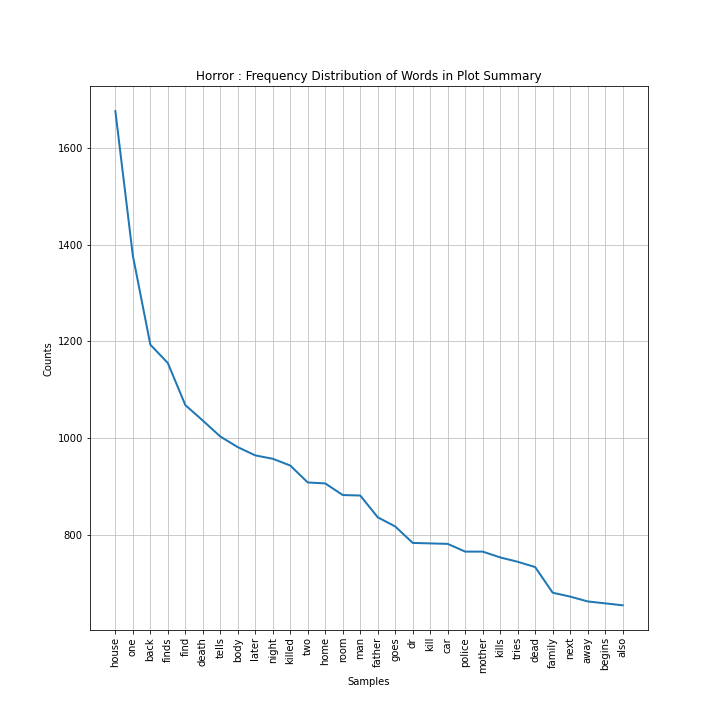 Horror : Frequency Distribution of Words in Plot Summary
1600
1400
1200
1000
800
Counts
house
one
back
finds
find
death
tells
body
later
night
killed
two
home
room
man
father
goes
dr
kill
car
police
mother
kills
tries
dead
family
next
away
begins
also
Samples